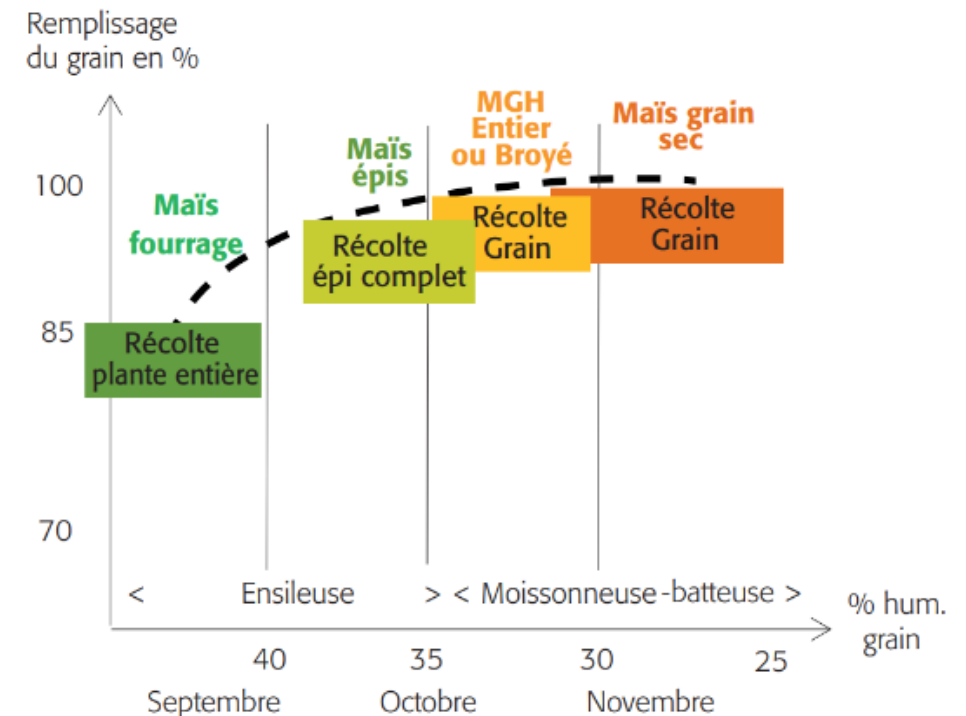 Remplissage
du grain en %
MGH
Entier
ou Broyé
Maïs grain
sec
Maïs
épis
Maïs
fourrage
100
Récolte
Grain
Récolte
Grain
Récolte
épi complet
85
Récolte
plante entière
70
< Ensileuse > < Moissonneuse-batteuse >
% hum.
grain
40 35 30 25
Septembre Octobre Novembre